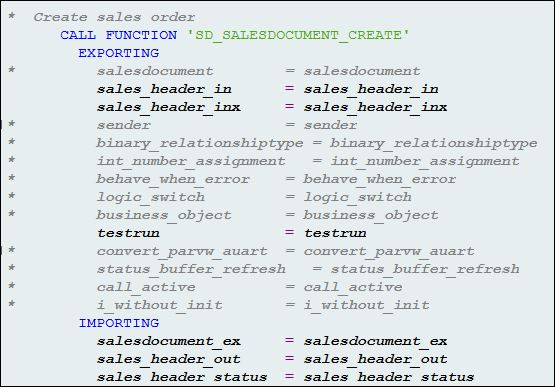 * Create sales order
CALL FUNCTION 'SD_SALESDOCUMENT_CREATE'
EXPORTING
* salesdocument = salesdocument
sales_header_in = sales_header_in
sales_header_inx = sales_header_inx
* sender = sender
* binary_relationshiptype = binary_relationshiptype
* int_number_assignment = int_number_assignment
* behave_when_error = behave_when_error
* logic_switch = logic_switch
* business_object = business_object
testrun = testrun
* convert_parvw_auart = convert_parvw_auart
* status_buffer_refresh = status_buffer_refresh
* call_active = call_active
* i_without_init = i_without_init
IMPORTING
salesdocument_ex = salesdocument_ex
sales_header_out = sales_header_out
sales_header_status = sales_header_status